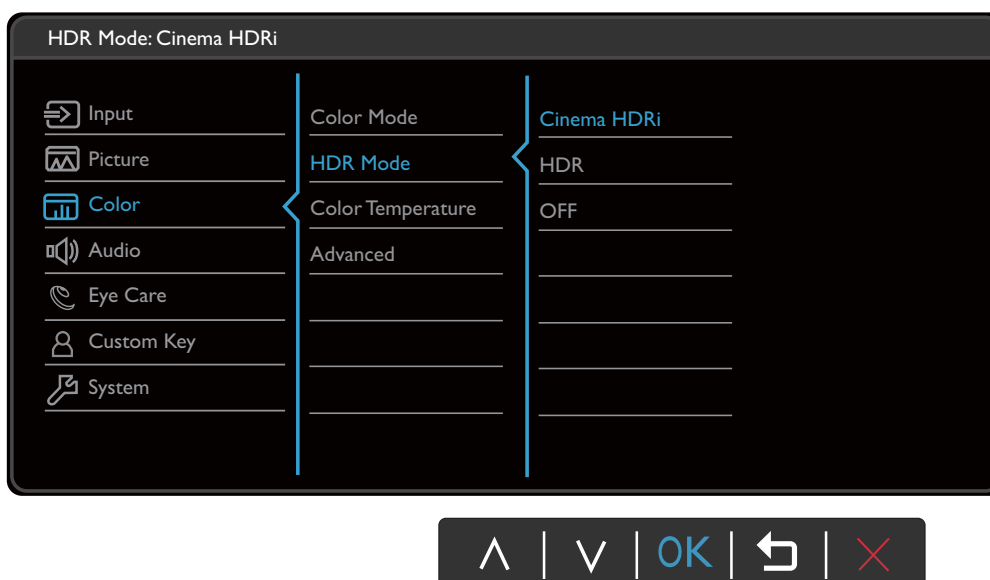 HDR Mode: Cinema HDRi
Input
Picture
Color
Audio
Eye Care
Custom Key
System
Color Mode
HDR Mode
Color Temperature
Advanced
Cinema HDRi
HDR
OFF
OK